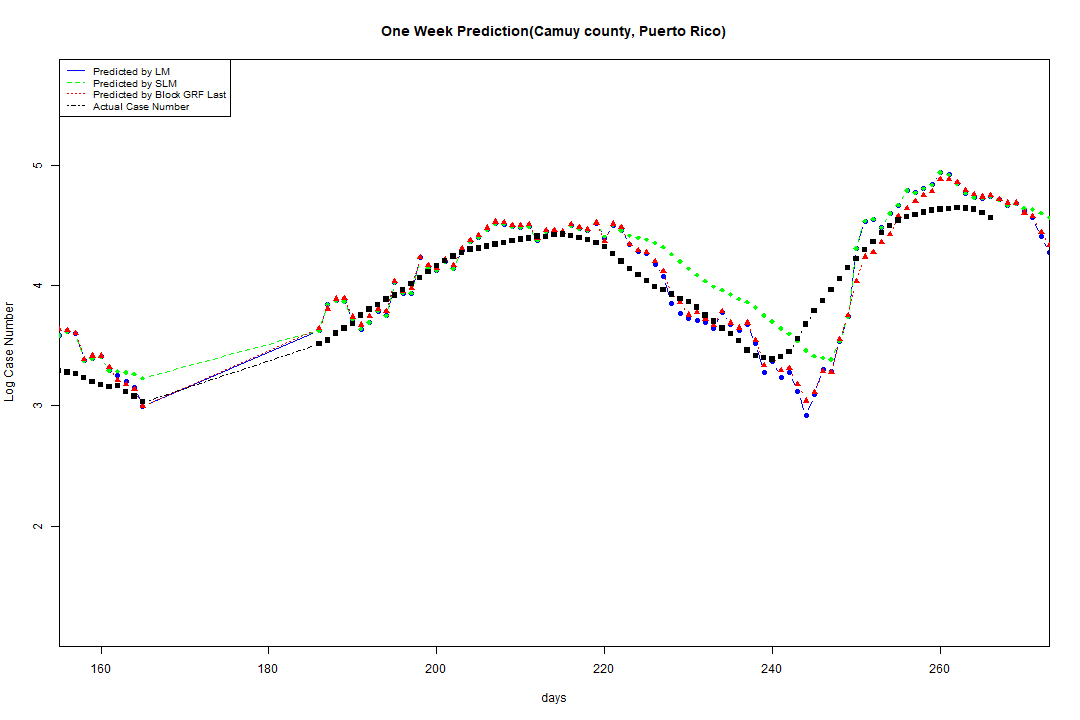 One Week Prediction(Camuy county, Puerto Rico)
Predicted by LM
Predicted by SLM
Predicted by Block GRF Last
Actual Case Number
5
4
3
2
Log Case Number
160 180 200 220 240 260
days